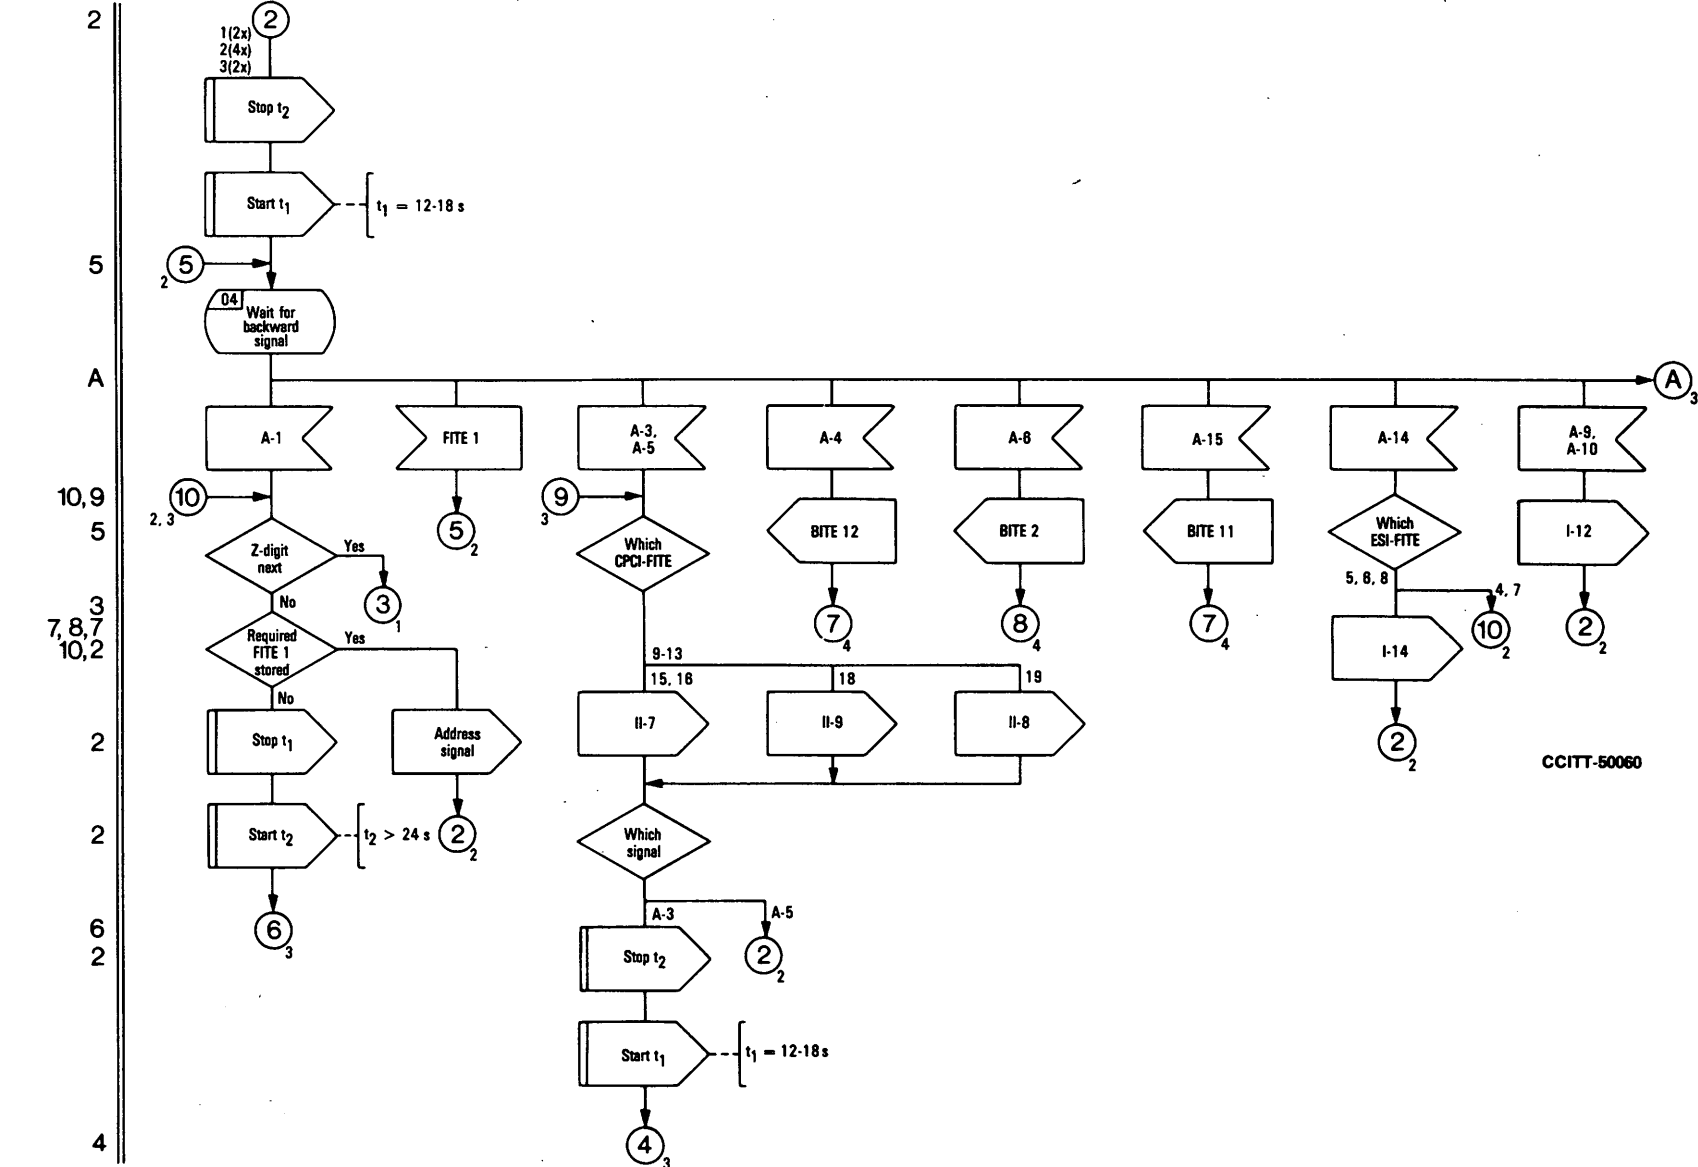 2
2
1(2x)
2(4x)
3(2x)
Stop t2
Start t1
t1 = 12-18 s
5
5
2
04
Wait for
backward
signal
A
A
3
A-1
FITE 1
A-3,
A-5
A-4
A-6
A-15
A-14
A-9,
A-10
10, 9
10
2, 3
9
3
5
5
2
Z-digit
next
Yes
3
1
No
Which
CPCI-FITE
BITE 12
BITE 2
BITE 11
Which
ESI-FITE
I-12
5, 6, 8
4, 7
3
7, 8, 7
10, 2
7
4
8
4
7
4
10
2
2
2
Required
FITE 1
stored
Yes
No
I-14
9-13
15, 16
18
19
II-7
II-9
II-8
2
Stop t1
Address
signal
2
2
CCITT-50060
2
Start t2
t2 > 24 s
2
2
Which
signal
6
2
6
3
A-3
A-5
Stop t2
2
2
Start t1
t1 = 12-18 s
4
4
3